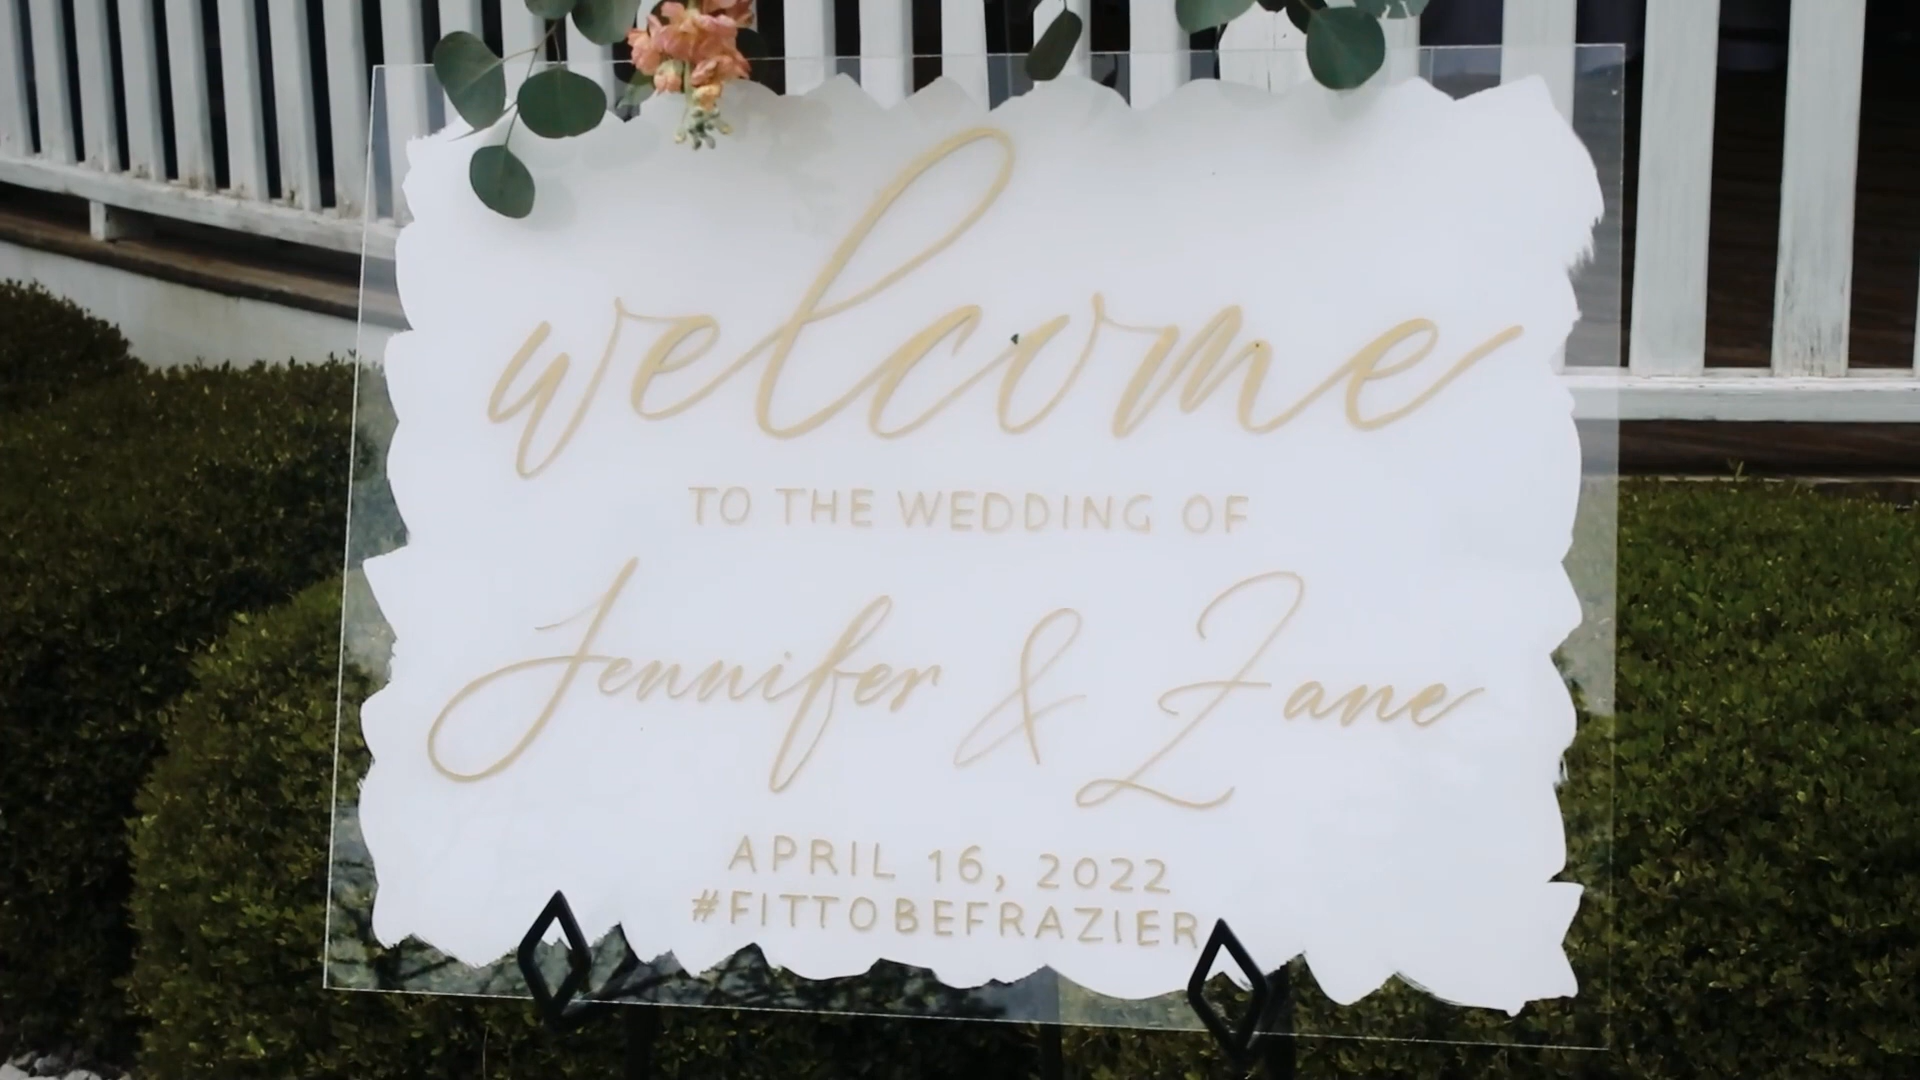 welcome
TO THE WEDDING OF
Jennifer & Zane
APRIL 16, 2022
#FITTOBEFRAZIER